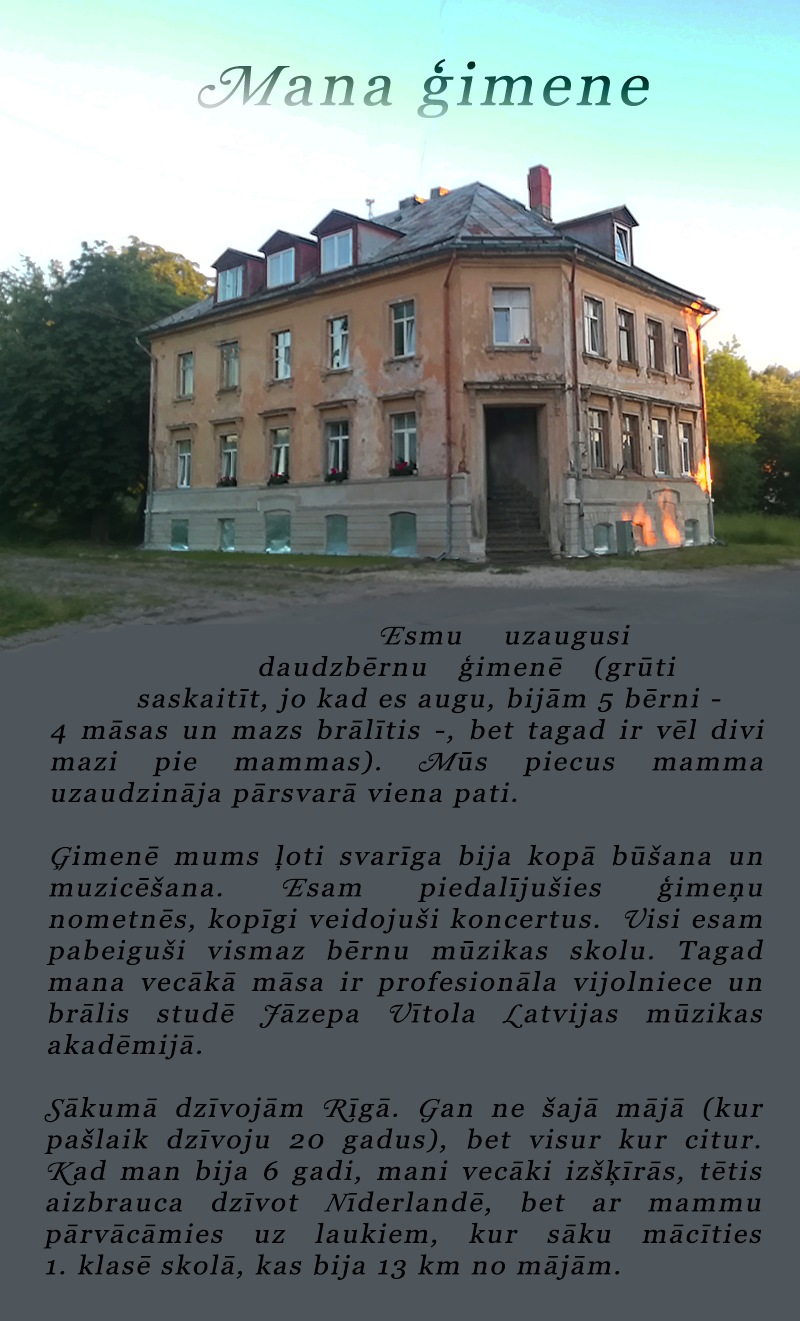 Mana ģimene
Esmu uzaugusi
daudzbērnu ģimenē (grūti
saskaitīt, jo kad es augu, bijām 5 bērni -
4 māsas un mazs brālītis -, bet tagad ir vēl divi
mazi pie mammas). Mūs piecus mamma
uzaudzināja pārsvarā viena pati.
Ģimenē mums ļoti svarīga bija kopā būšana un
muzicēšana. Esam piedalījušies ģimeņu
nometnēs, kopīgi veidojuši koncertus. Visi esam
pabeiguši vismaz bērnu mūzikas skolu. Tagad
mana vecākā māsa ir profesionāla vijolniece un
brālis studē Jāzepa Vītola Latvijas mūzikas
akadēmijā.
Sākumā dzīvojām Rīgā. Gan ne šajā mājā (kur
pašlaik dzīvoju 20 gadus), bet visur kur citur.
Kad man bija 6 gadi, mani vecāki izšķīrās, tētis
aizbrauca dzīvot Nīderlandē, bet ar mammu
pārvācāmies uz laukiem, kur sāku mācīties
1. klasē skolā, kas bija 13 km no mājām.